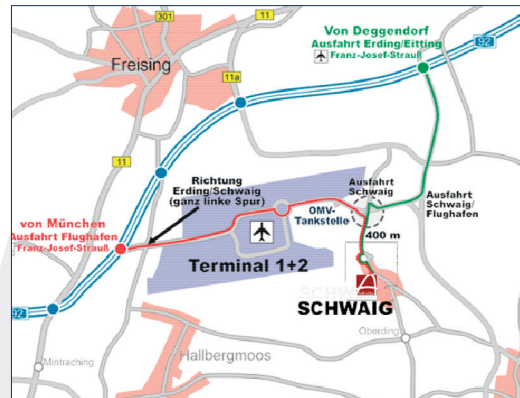 301
11
92
Von Deggendorf
Ausfahrt Erding/Eitting
Franz-Josef-Strauß
Freising
11a
11
Richtung
Erding/Schwaig
(ganz linke Spur)
Ausfahrt
Schwaig
OMV-
Tankstelle
Ausfahrt
Schwaig/
Flughafen
von München
Ausfahrt Flughafen
Franz-Josef-Strauß
400 m
Terminal 1+2
SCHWAIG
92
Oberding
Hallbergmoos
Mintraching